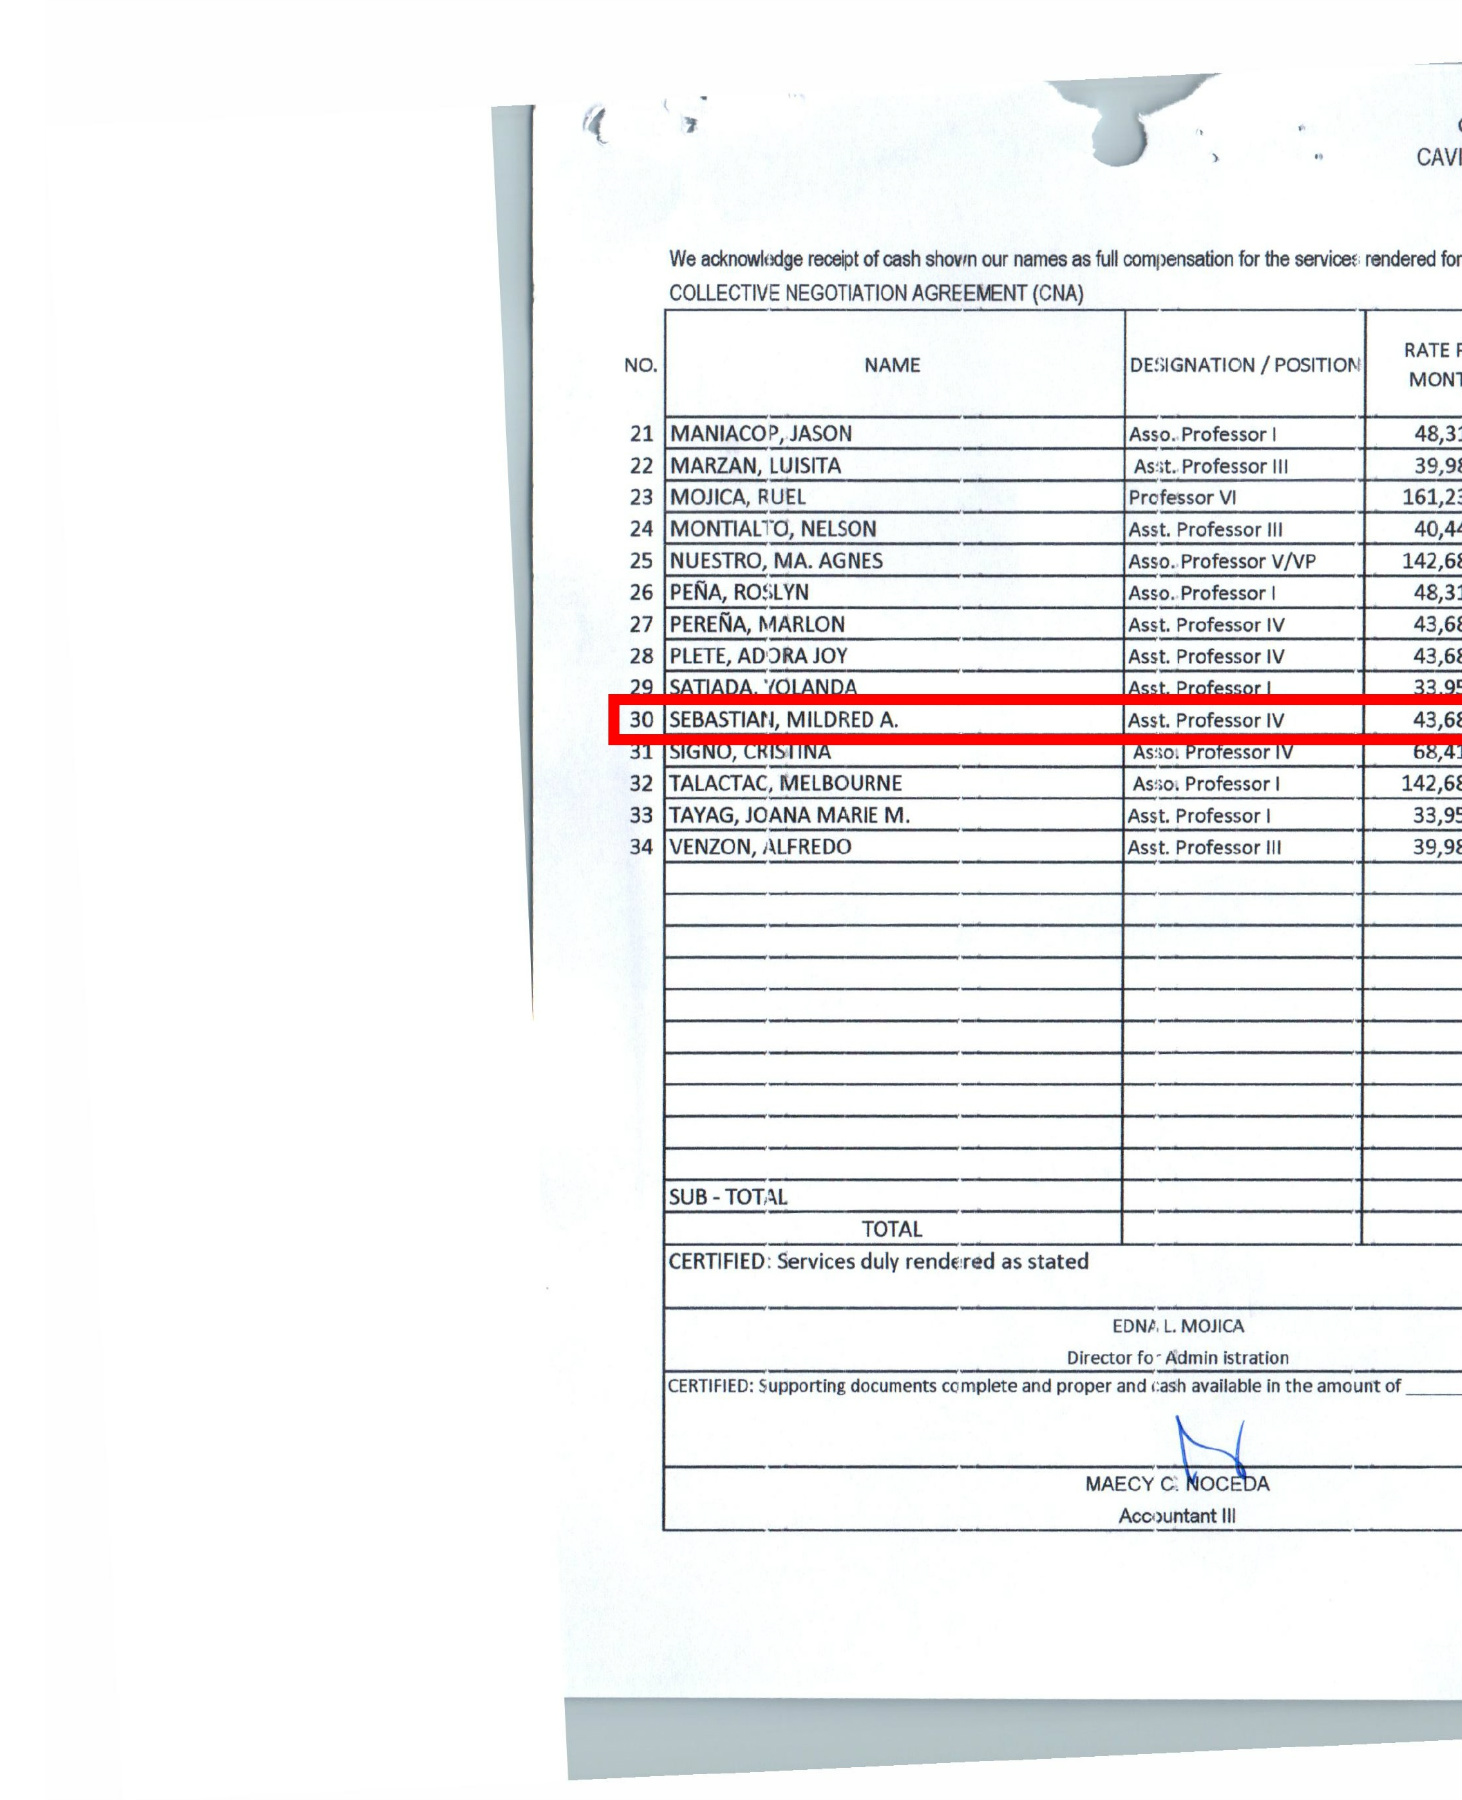 CAVI
We acknowledge receipt of cash shown our names as full compensation for the services rendered for
COLLECTIVE NEGOTIATION AGREEMENT (CNA)
NO. NAME DESIGNATION / POSITION RATE P
MONT
21 MANIACOP, JASON Asso. Professor I 48,31
22 MARZAN, LUISITA Asst. Professor III 39,98
23 MOJICA, RUEL Professor VI 161,23
24 MONTIALTO, NELSON Asst. Professor III 40,44
25 NUESTRO, MA. AGNES Asso. Professor V/VP 142,68
26 PEÑA, ROSLYN Asso. Professor I 48,31
27 PEREÑA, MARLON Asst. Professor IV 43,68
28 PLETE, ADORA JOY Asst. Professor IV 43,68
29 SATIADA, YOLANDA Asst. Professor I 33,95
30 SEBASTIAN, MILDRED A. Asst. Professor IV 43,68
31 SIGNO, CRISTINA Asso. Professor IV 68,41
32 TALACTAC, MELBOURNE Asso. Professor I 142,68
33 TAYAG, JOANA MARIE M. Asst. Professor I 33,95
34 VENZON, ALFREDO Asst. Professor III 39,98
SUB - TOTAL
TOTAL
CERTIFIED: Services duly rendered as stated
EDNA L. MOJICA
Director for Admin istration
CERTIFIED: Supporting documents complete and proper and cash available in the amount of
MAECY C. NOCEDA
Accountant III